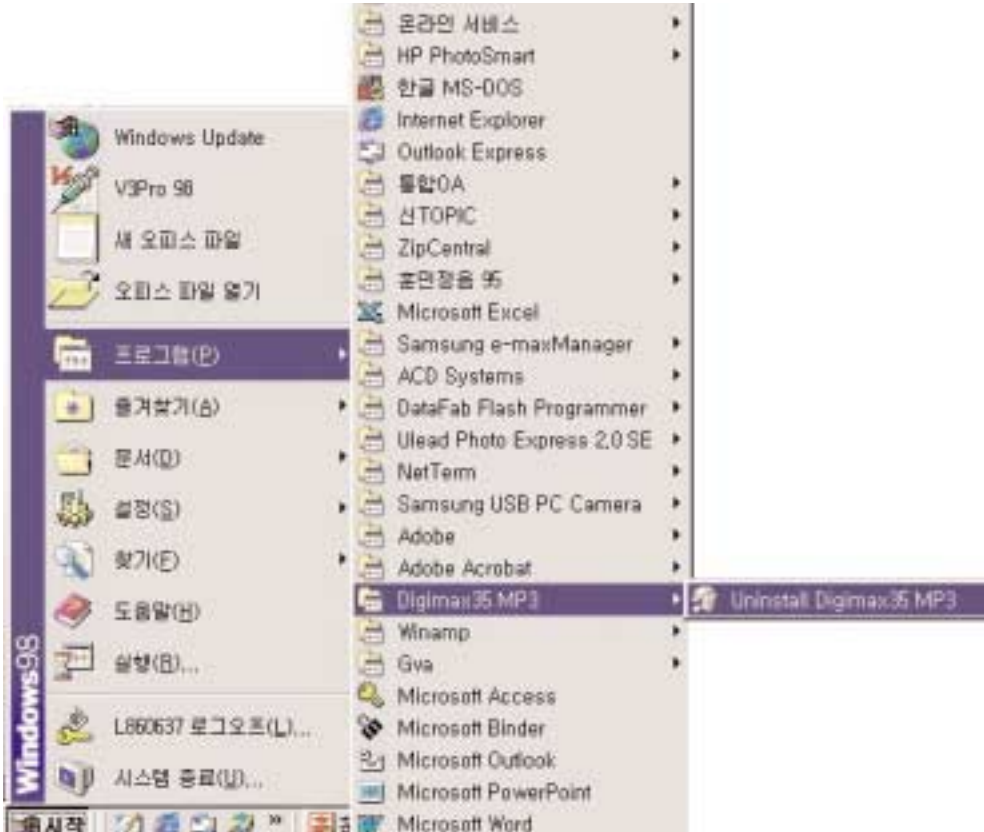 Windows98
Windows Update
V3Pro 98
새 오피스 파일
오피스 파일 열기
프로그램(P)
즐겨찾기(A)
문서(D)
설정(S)
찾기(F)
도움말(H)
실행(R)...
L860637 로그오프(L)...
시스템 종료(U)...
시작
»
온라인 서비스
HP PhotoSmart
한글 MS-DOS
Internet Explorer
Outlook Express
통합OA
신TOPIC
ZipCentral
훈민정음 95
Microsoft Excel
Samsung e-maxManager
ACD Systems
DataFab Flash Programmer
Ulead Photo Express 2.0 SE
NetTerm
Samsung USB PC Camera
Adobe
Adobe Acrobat
Digimax35 MP3
Winamp
Gva
Microsoft Access
Microsoft Binder
Microsoft Outlook
Microsoft PowerPoint
Microsoft Word
Uninstall Digimax35 MP3